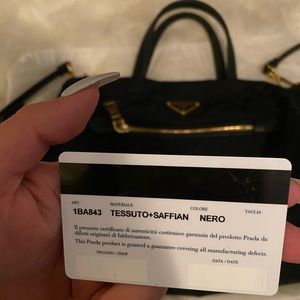 ART. MATERIALE COLORE TAGLIA
1BA843 TESSUTO+SAFFIAN NERO
Il presente certificato di autenticità costituisce garanzia del prodotto Prada da
difetti originari di fabbricazione.
This Prada product is granted a guarantee covering all manufacturing defects.
NEGOZIO / SHOP DATA / DATE